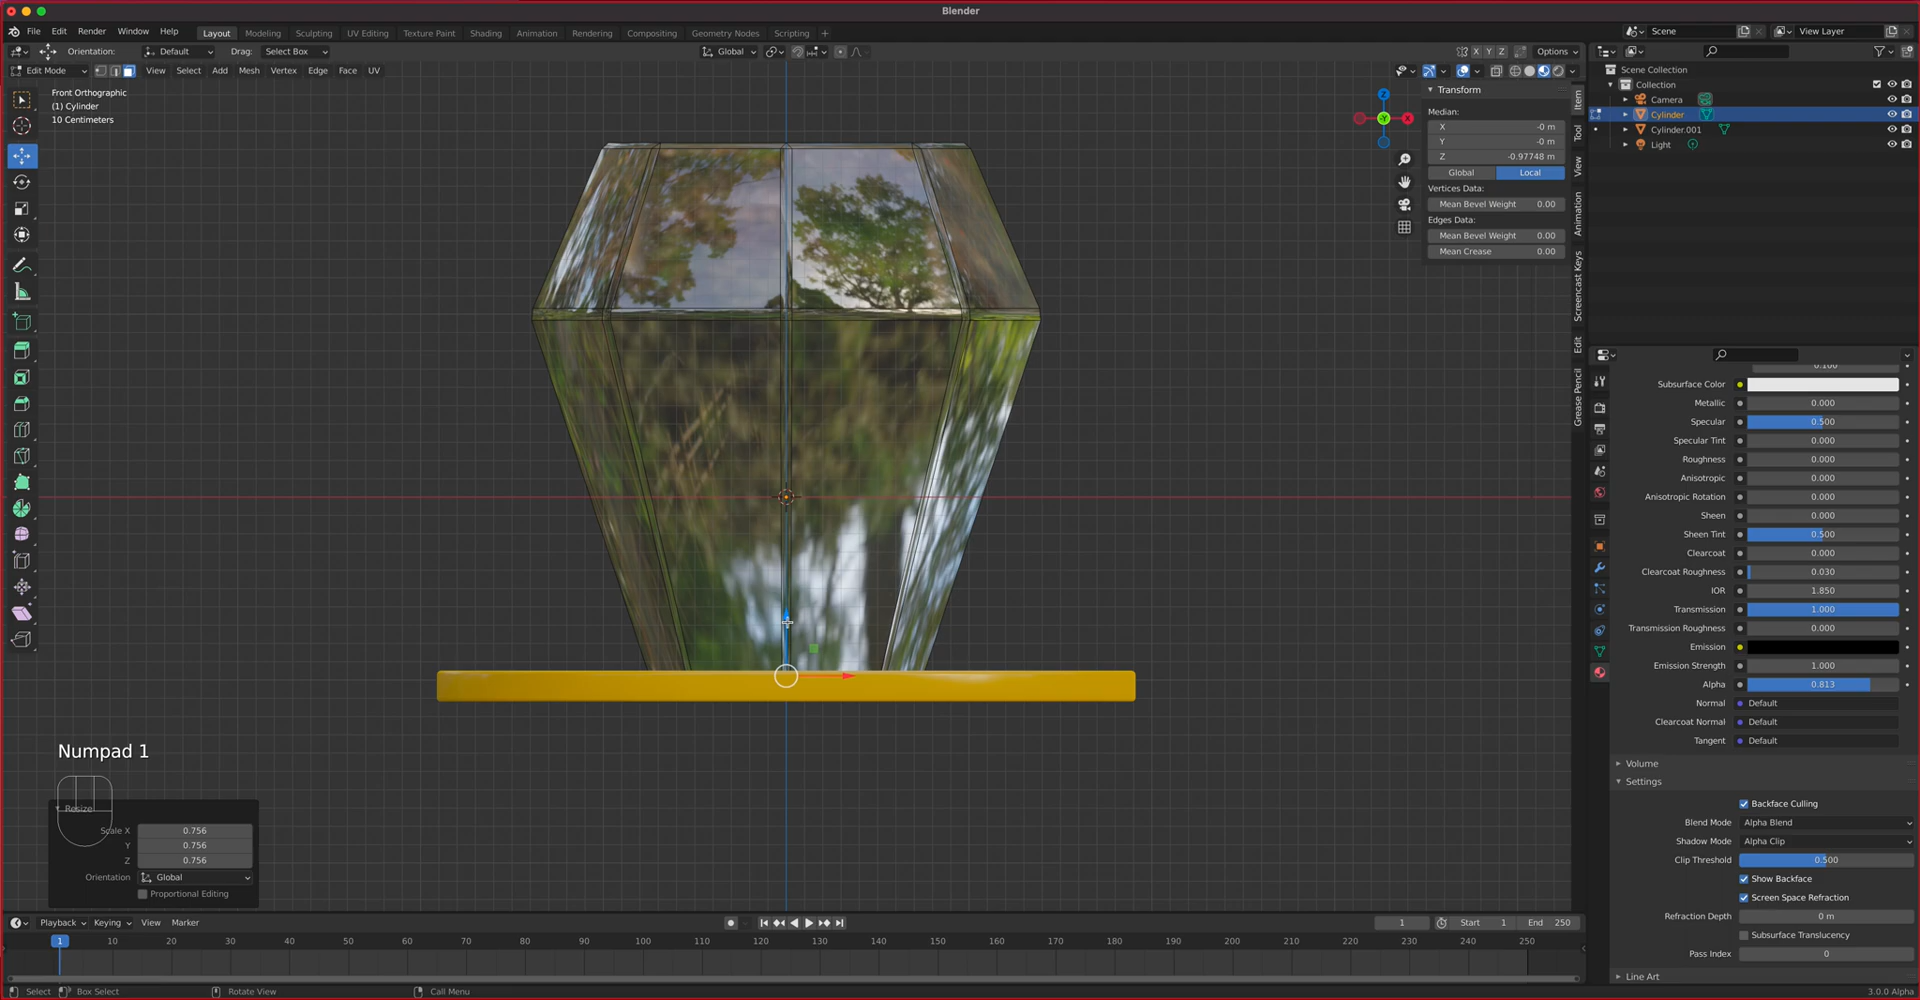 Blender
File Edit Render Window Help Layout Modeling Sculpting UV Editing Texture Paint Shading Animation Rendering Compositing Geometry Nodes Scripting + Scene View Layer
Orientation: Default Drag: Select Box Global X Y Z Options
Edit Mode View Select Add Mesh Vertex Edge Face UV
Front Orthographic
(1) Cylinder
10 Centimeters
Z
X
Y
Transform
Median:
X -0 m
Y -0 m
Z -0.97748 m
Global Local
Vertices Data:
Mean Bevel Weight 0.00
Edges Data:
Mean Bevel Weight 0.00
Mean Crease 0.00
Item
Tool
View
Animation
Screencast Keys
Edit
Grease Pencil
Scene Collection
Collection
Camera
Cylinder
Cylinder.001
Light
0.100
Subsurface Color
Metallic 0.000
Specular 0.500
Specular Tint 0.000
Roughness 0.000
Anisotropic 0.000
Anisotropic Rotation 0.000
Sheen 0.000
Sheen Tint 0.500
Clearcoat 0.000
Clearcoat Roughness 0.030
IOR 1.850
Transmission 1.000
Transmission Roughness 0.000
Emission
Emission Strength 1.000
Alpha 0.813
Normal Default
Clearcoat Normal Default
Tangent Default
Volume
Settings
Backface Culling
Blend Mode Alpha Blend
Shadow Mode Alpha Clip
Clip Threshold 0.500
Show Backface
Screen Space Refraction
Refraction Depth 0 m
Subsurface Translucency
Pass Index 0
Line Art
Numpad 1
Resize
Scale X 0.756
Y 0.756
Z 0.756
Orientation Global
Proportional Editing
Playback Keying View Marker 1 Start 1 End 250
1 10 20 30 40 50 60 70 80 90 100 110 120 130 140 150 160 170 180 190 200 210 220 230 240 250
Select Box Select Rotate View Call Menu 3.0.0 Alpha